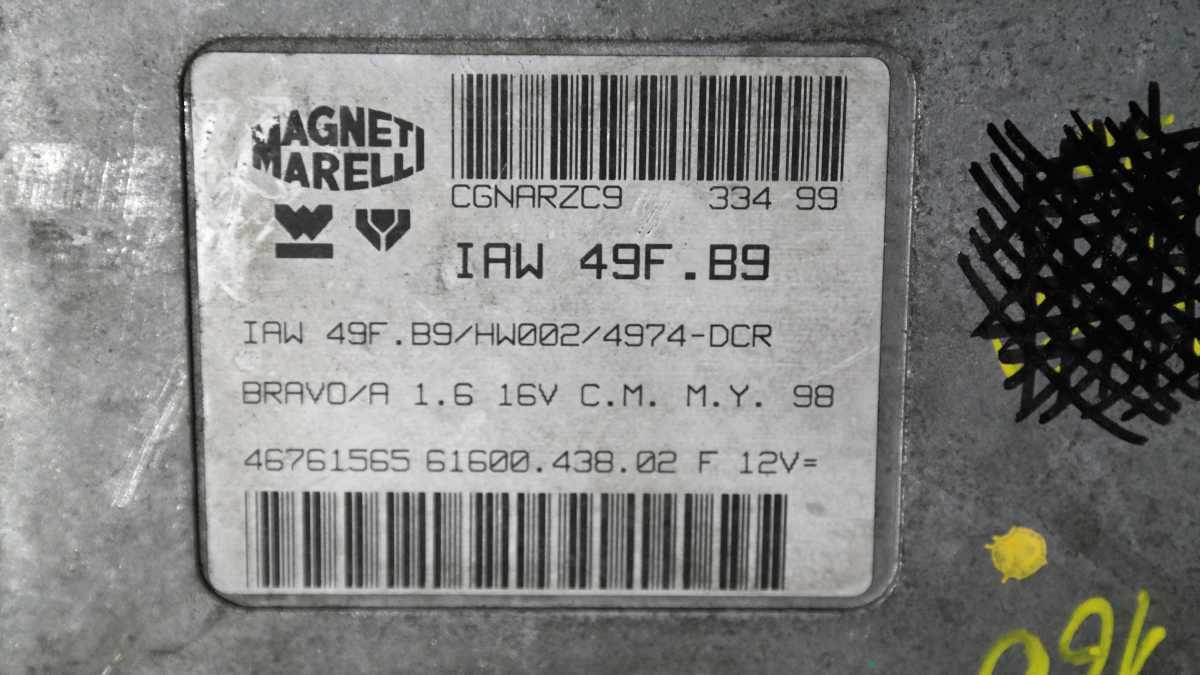 MAGNETI
MARELLI
CGNARZC9 334 99
IAW 49F.B9
IAW 49F.B9/HW002/4974-DCR
BRAVO/A 1.6 16V C.M. M.Y. 98
46761565 61600.438.02 F 12V=